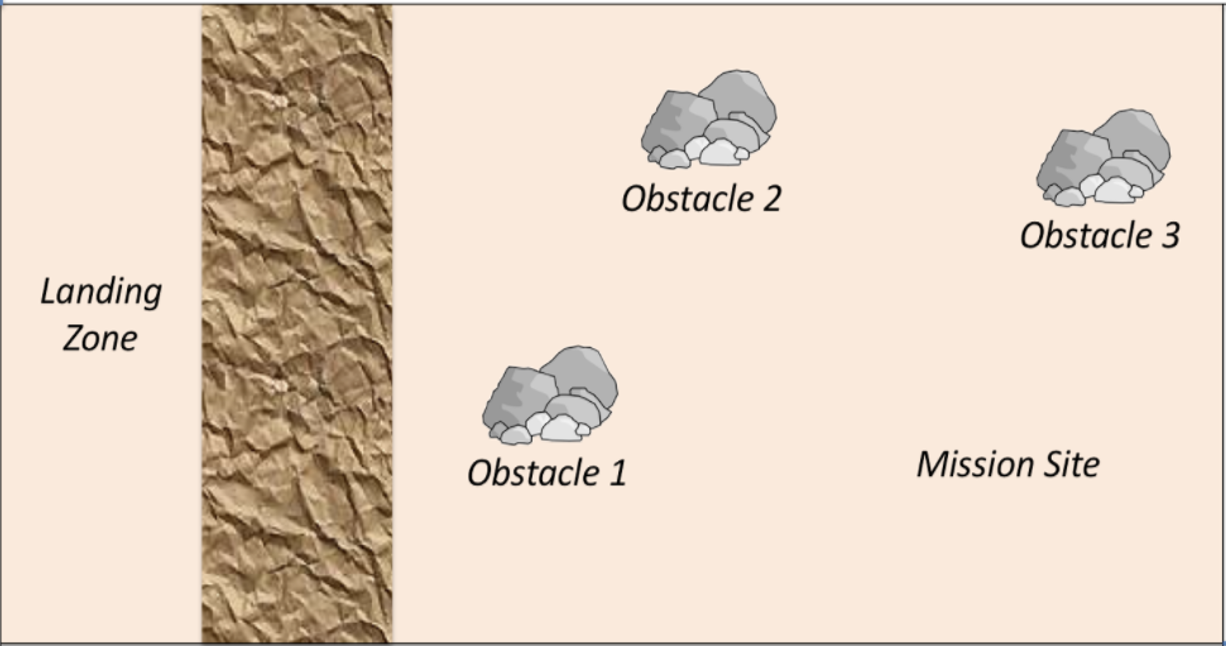 Obstacle 2
Obstacle 3
Landing
Zone
Obstacle 1
Mission Site